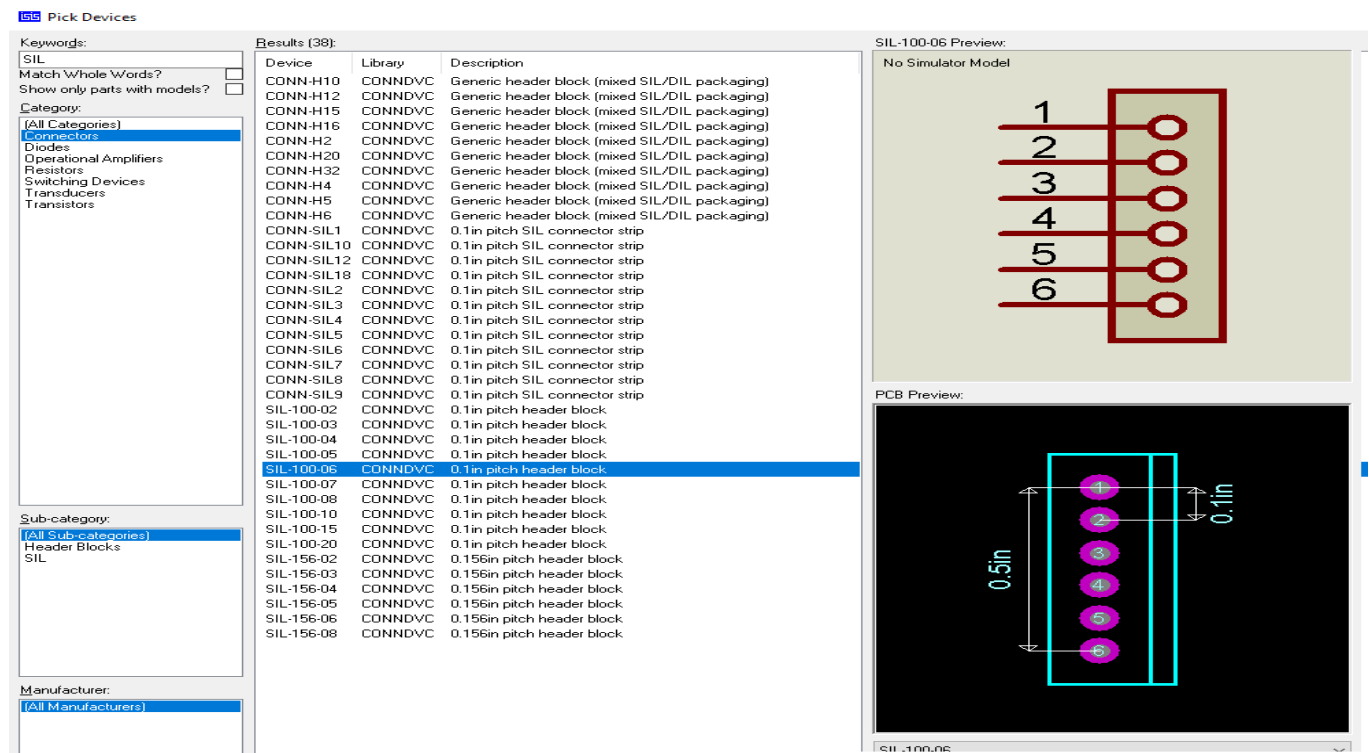 ISIS Pick Devices
Keywords:
SIL
Match Whole Words?
Show only parts with models?
Category:
(All Categories)
Connectors
Diodes
Operational Amplifiers
Resistors
Switching Devices
Transducers
Transistors
Sub-category:
(All Sub-categories)
Header Blocks
SIL
Manufacturer:
(All Manufacturers)
Results (38):
Device Library Description
CONN-H10 CONNDVC Generic header block (mixed SIL/DIL packaging)
CONN-H12 CONNDVC Generic header block (mixed SIL/DIL packaging)
CONN-H15 CONNDVC Generic header block (mixed SIL/DIL packaging)
CONN-H16 CONNDVC Generic header block (mixed SIL/DIL packaging)
CONN-H2 CONNDVC Generic header block (mixed SIL/DIL packaging)
CONN-H20 CONNDVC Generic header block (mixed SIL/DIL packaging)
CONN-H32 CONNDVC Generic header block (mixed SIL/DIL packaging)
CONN-H4 CONNDVC Generic header block (mixed SIL/DIL packaging)
CONN-H5 CONNDVC Generic header block (mixed SIL/DIL packaging)
CONN-H6 CONNDVC Generic header block (mixed SIL/DIL packaging)
CONN-SIL1 CONNDVC 0.1in pitch SIL connector strip
CONN-SIL10 CONNDVC 0.1in pitch SIL connector strip
CONN-SIL12 CONNDVC 0.1in pitch SIL connector strip
CONN-SIL18 CONNDVC 0.1in pitch SIL connector strip
CONN-SIL2 CONNDVC 0.1in pitch SIL connector strip
CONN-SIL3 CONNDVC 0.1in pitch SIL connector strip
CONN-SIL4 CONNDVC 0.1in pitch SIL connector strip
CONN-SIL5 CONNDVC 0.1in pitch SIL connector strip
CONN-SIL6 CONNDVC 0.1in pitch SIL connector strip
CONN-SIL7 CONNDVC 0.1in pitch SIL connector strip
CONN-SIL8 CONNDVC 0.1in pitch SIL connector strip
CONN-SIL9 CONNDVC 0.1in pitch SIL connector strip
SIL-100-02 CONNDVC 0.1in pitch header block
SIL-100-03 CONNDVC 0.1in pitch header block
SIL-100-04 CONNDVC 0.1in pitch header block
SIL-100-05 CONNDVC 0.1in pitch header block
SIL-100-06 CONNDVC 0.1in pitch header block
SIL-100-07 CONNDVC 0.1in pitch header block
SIL-100-08 CONNDVC 0.1in pitch header block
SIL-100-10 CONNDVC 0.1in pitch header block
SIL-100-15 CONNDVC 0.1in pitch header block
SIL-100-20 CONNDVC 0.1in pitch header block
SIL-156-02 CONNDVC 0.156in pitch header block
SIL-156-03 CONNDVC 0.156in pitch header block
SIL-156-04 CONNDVC 0.156in pitch header block
SIL-156-05 CONNDVC 0.156in pitch header block
SIL-156-06 CONNDVC 0.156in pitch header block
SIL-156-08 CONNDVC 0.156in pitch header block
SIL-100-06 Preview:
No Simulator Model
1
2
3
4
5
6
PCB Preview:
1
2
3
4
5
6
0.1in
0.5in
SIL-100-06